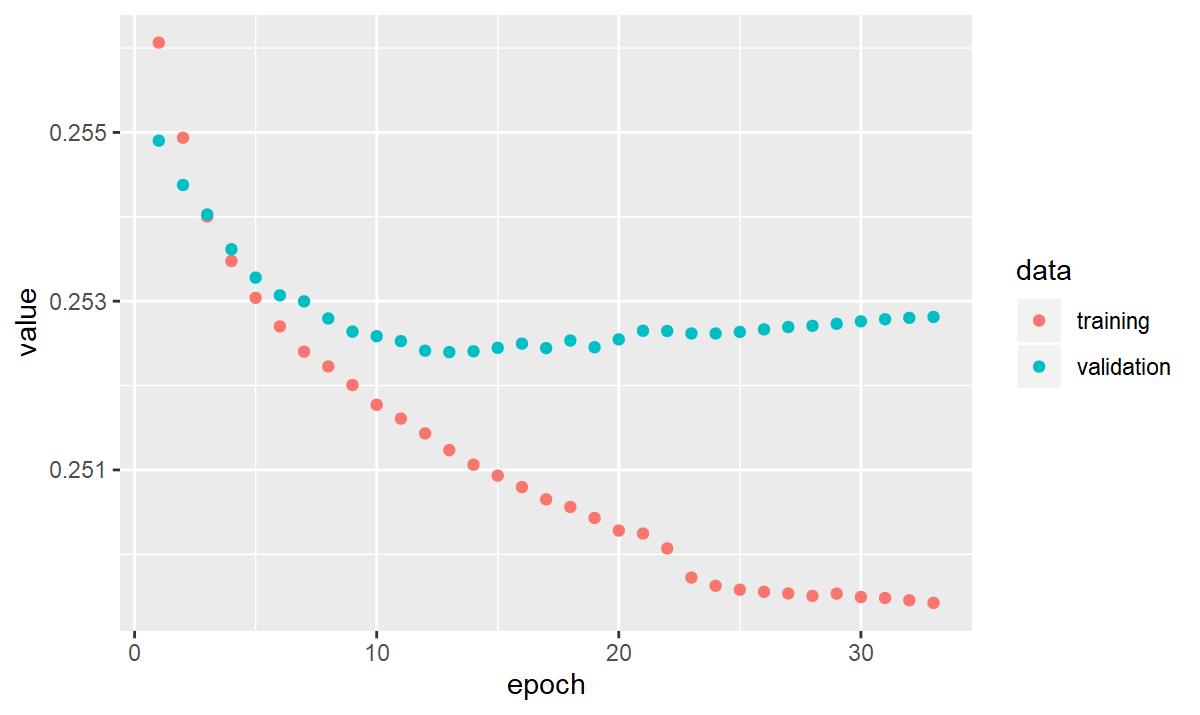 value
0.255
0.253
0.251
0
10
20
30
epoch
data
training
validation